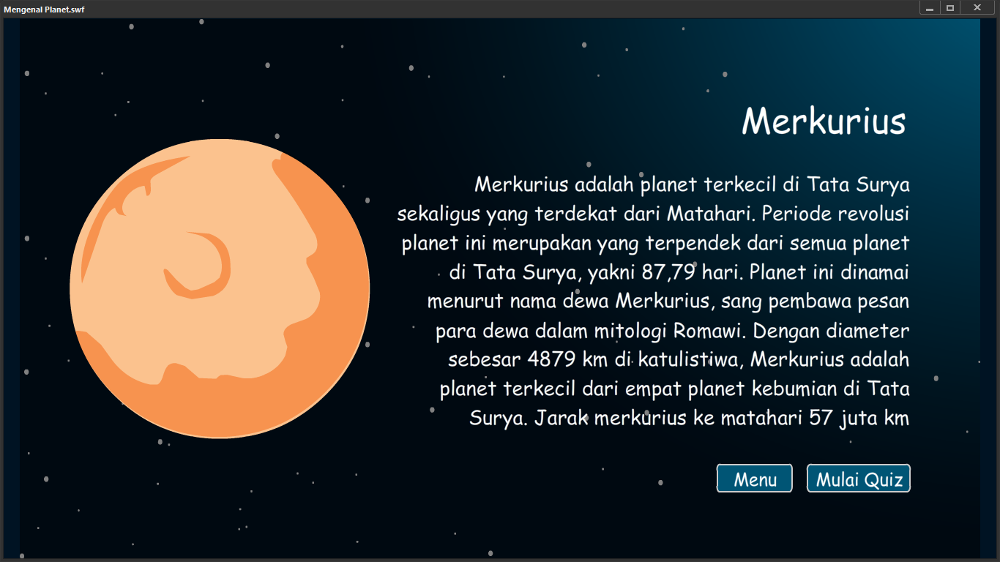 Mengenal Planet.swf
Merkurius
Merkurius adalah planet terkecil di Tata Surya
sekaligus yang terdekat dari Matahari. Periode revolusi
planet ini merupakan yang terpendek dari semua planet
di Tata Surya, yakni 87,79 hari. Planet ini dinamai
menurut nama dewa Merkurius, sang pembawa pesan
para dewa dalam mitologi Romawi. Dengan diameter
sebesar 4879 km di katulistiwa, Merkurius adalah
planet terkecil dari empat planet kebumian di Tata
Surya. Jarak merkurius ke matahari 57 juta km
Menu
Mulai Quiz